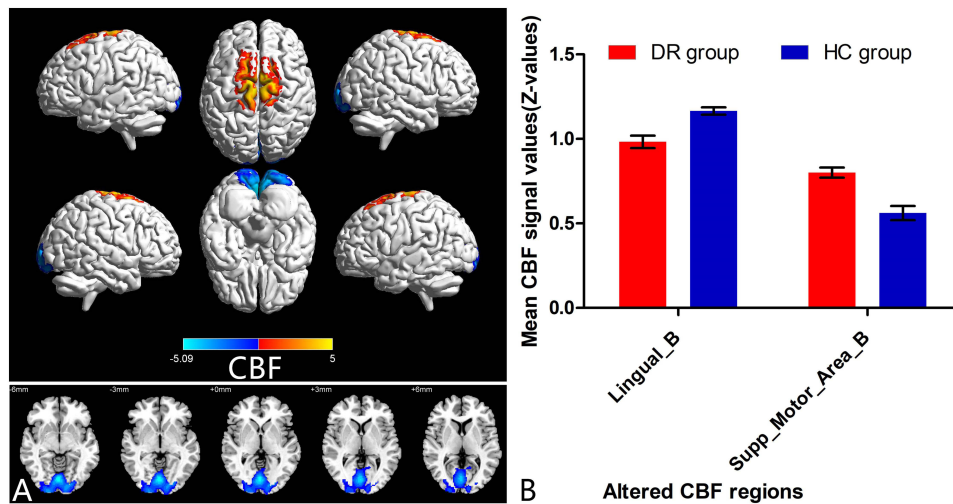 -5.09
5
CBF
-6mm
-3mm
+0mm
+3mm
+6mm
A
B
Mean CBF signal values(Z-values)
1.5
1.0
0.5
0.0
DR group
HC group
Lingual_B
Supp_Motor_Area_B
Altered CBF regions